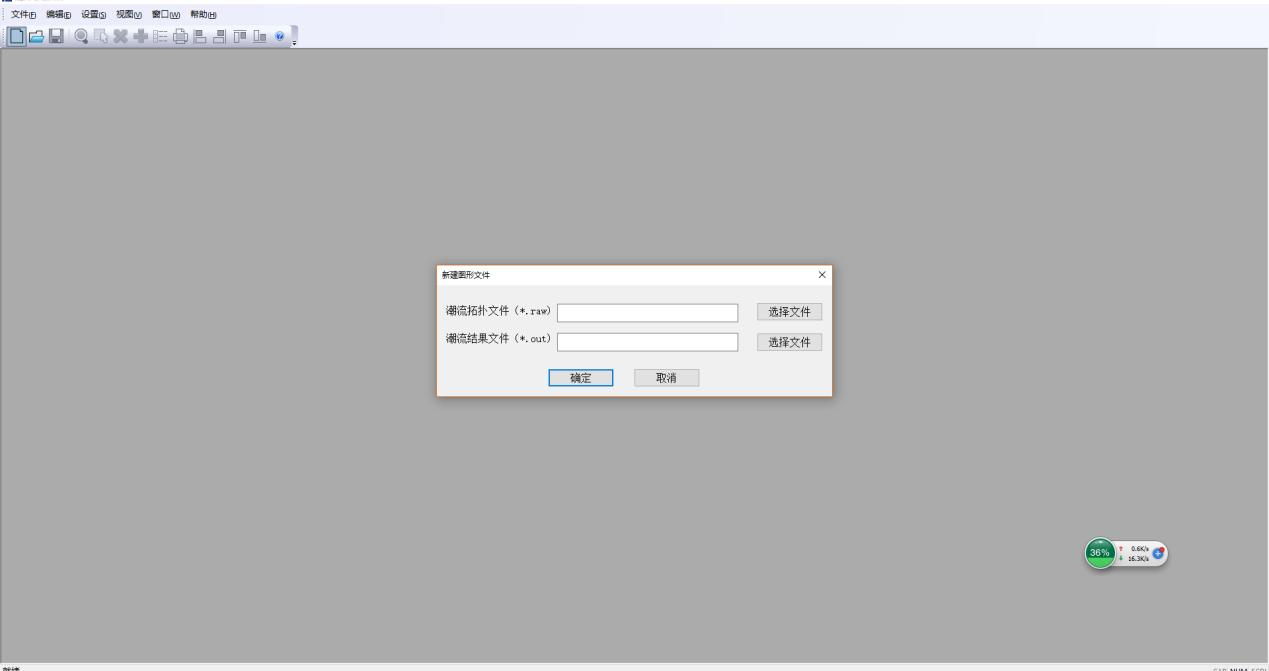 文件(F) 编辑(E) 设置(S) 视图(V) 窗口(W) 帮助(H)
新建图形文件
潮流拓扑文件 (*.raw) 选择文件
潮流结果文件 (*.out) 选择文件
确定 取消
36% 0.6K/s
16.3K/s